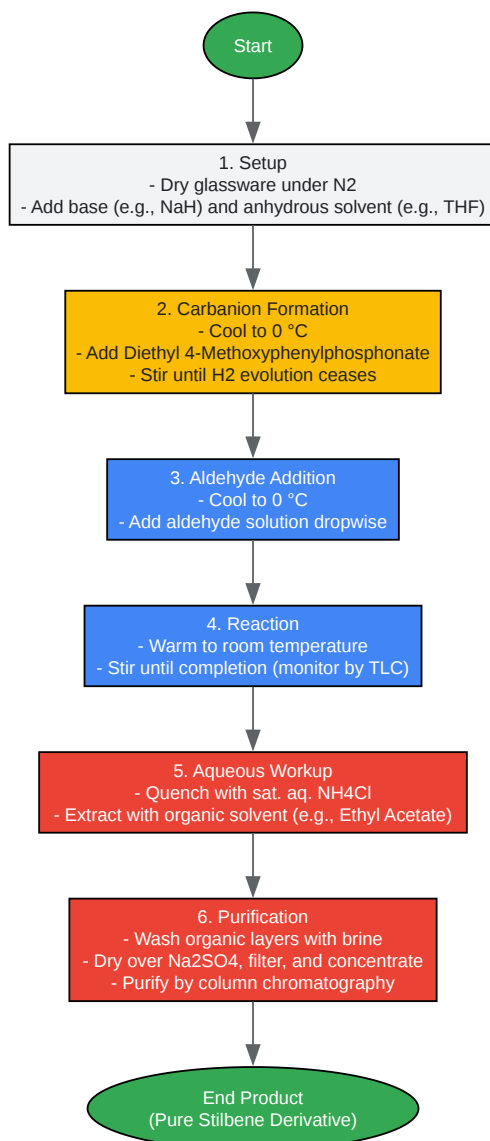 Start
1. Setup
- Dry glassware under N2
- Add base (e.g., NaH) and anhydrous solvent (e.g., THF)
2. Carbanion Formation
- Cool to 0 °C
- Add Diethyl 4-Methoxyphenylphosphonate
- Stir until H2 evolution ceases
3. Aldehyde Addition
- Cool to 0 °C
- Add aldehyde solution dropwise
4. Reaction
- Warm to room temperature
- Stir until completion (monitor by TLC)
5. Aqueous Workup
- Quench with sat. aq. NH4Cl
- Extract with organic solvent (e.g., Ethyl Acetate)
6. Purification
- Wash organic layers with brine
- Dry over Na2SO4, filter, and concentrate
- Purify by column chromatography
End Product
(Pure Stilbene Derivative)